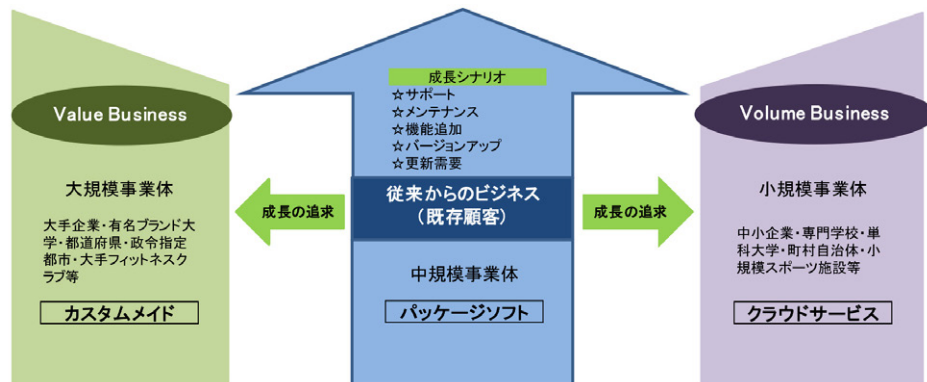 Value Business
大規模事業体
大手企業・有名ブランド大
学・都道府県・政令指定
都市・大手フィットネスク
ラブ等
カスタムメイド
成長の追求
成長シナリオ
☆サポート
☆メンテナンス
☆機能追加
☆バージョンアップ
☆更新需要
従来からのビジネス
（既存顧客）
中規模事業体
パッケージソフト
成長の追求
Volume Business
小規模事業体
中小企業・専門学校・単
科大学・町村自治体・小
規模スポーツ施設等
クラウドサービス